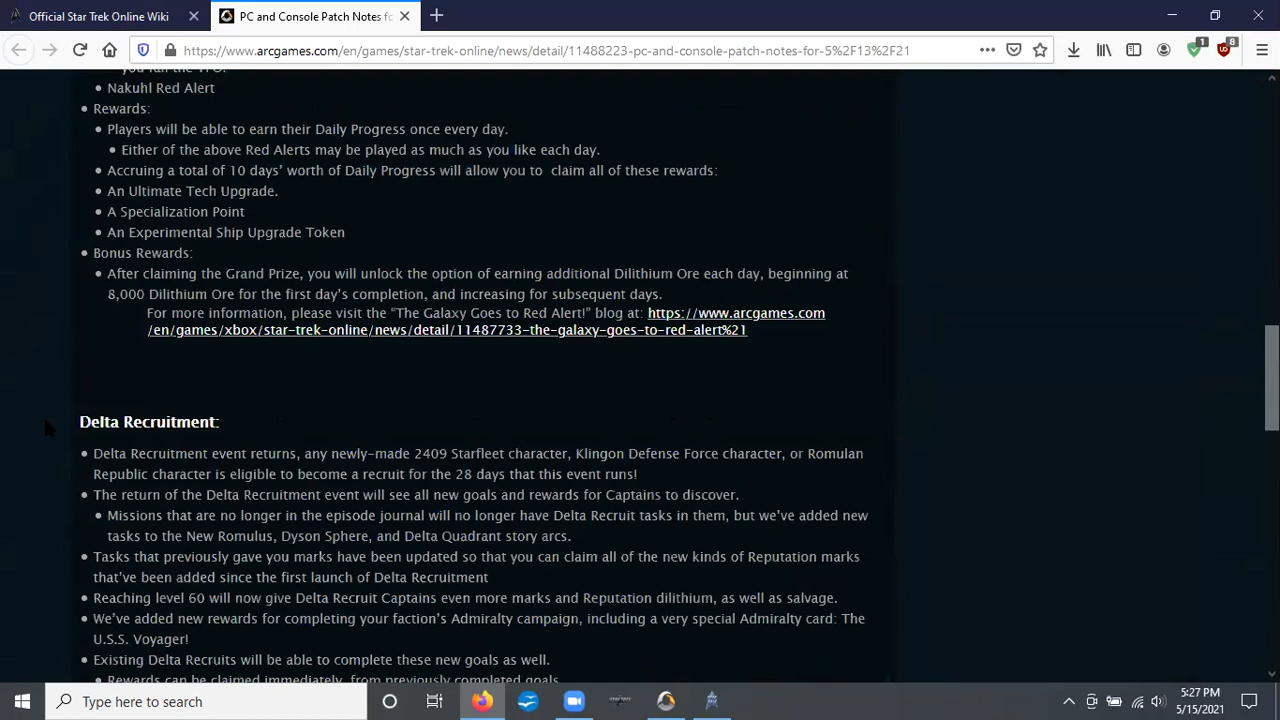 Official Star Trek Online Wiki
PC and Console Patch Notes fo
https://www.arcgames.com/en/games/star-trek-online/news/detail/11488223-pc-and-console-patch-notes-for-5%2F13%2F21
1
8
you fail the TFO.
Nakuhl Red Alert
Rewards:
Players will be able to earn their Daily Progress once every day.
Either of the above Red Alerts may be played as much as you like each day.
Accruing a total of 10 days' worth of Daily Progress will allow you to claim all of these rewards:
An Ultimate Tech Upgrade.
A Specialization Point
An Experimental Ship Upgrade Token
Bonus Rewards:
After claiming the Grand Prize, you will unlock the option of earning additional Dilithium Ore each day, beginning at
8,000 Dilithium Ore for the first day's completion, and increasing for subsequent days.
For more information, please visit the “The Galaxy Goes to Red Alert!” blog at: https://www.arcgames.com
/en/games/xbox/star-trek-online/news/detail/11487733-the-galaxy-goes-to-red-alert%21
Delta Recruitment:
Delta Recruitment event returns, any newly-made 2409 Starfleet character, Klingon Defense Force character, or Romulan
Republic character is eligible to become a recruit for the 28 days that this event runs!
The return of the Delta Recruitment event will see all new goals and rewards for Captains to discover.
Missions that are no longer in the episode journal will no longer have Delta Recruit tasks in them, but we've added new
tasks to the New Romulus, Dyson Sphere, and Delta Quadrant story arcs.
Tasks that previously gave you marks have been updated so that you can claim all of the new kinds of Reputation marks
that've been added since the first launch of Delta Recruitment
Reaching level 60 will now give Delta Recruit Captains even more marks and Reputation dilithium, as well as salvage.
We've added new rewards for completing your faction's Admiralty campaign, including a very special Admiralty card: The
U.S.S. Voyager!
Existing Delta Recruits will be able to complete these new goals as well.
Rewards can be claimed immediately, from previously completed goals.
Type here to search
5:27 PM
5/15/2021